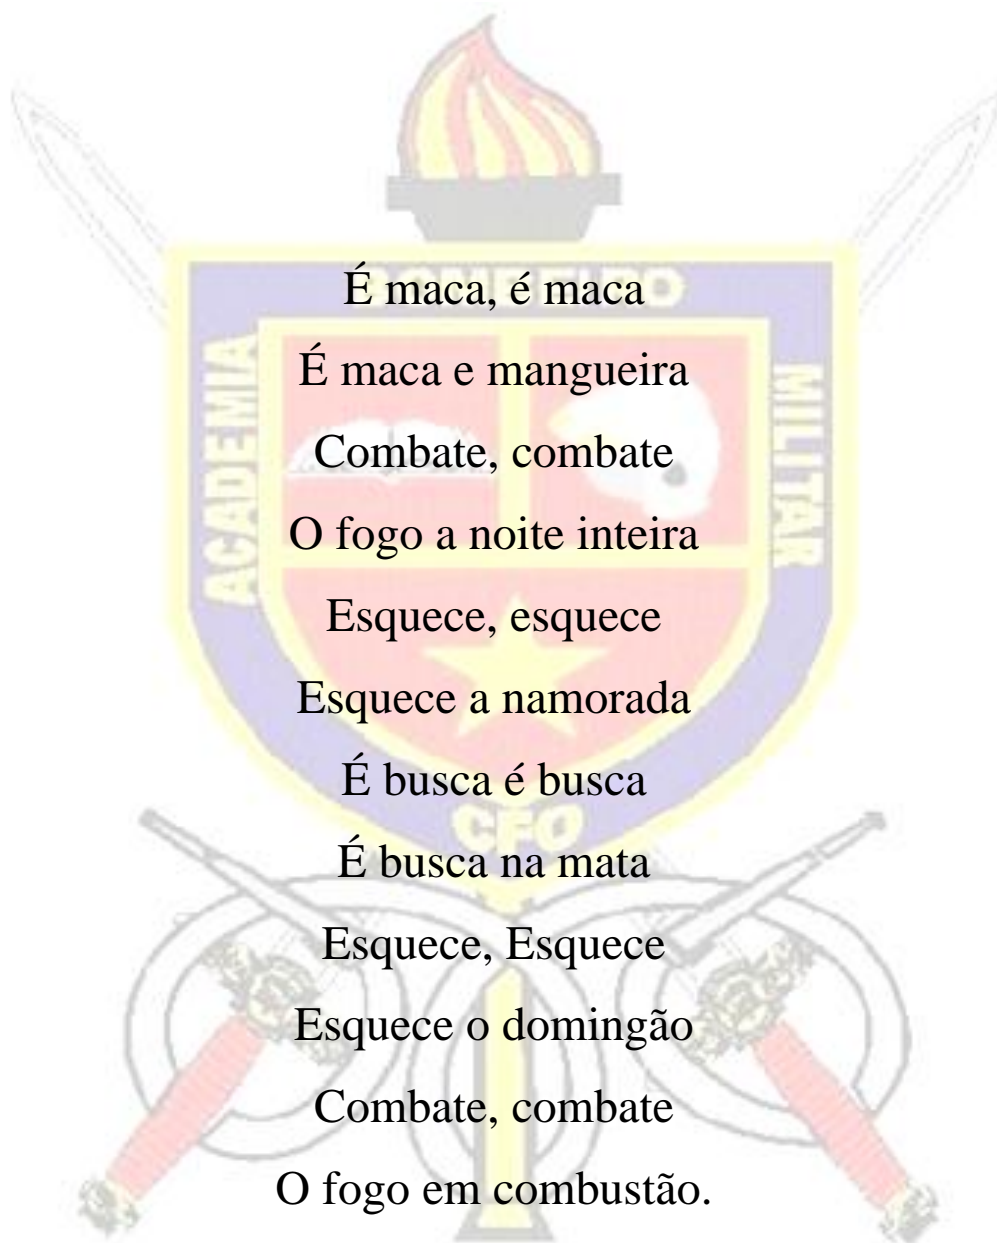 BOMBEIRO
ACADEMIA
MILITAR
É maca, é maca
É maca e mangueira
Combate, combate
O fogo a noite inteira
Esquece, esquece
Esquece a namorada
É busca é busca
É busca na mata
Esquece, Esquece
Esquece o domingão
Combate, combate
O fogo em combustão.
CFO